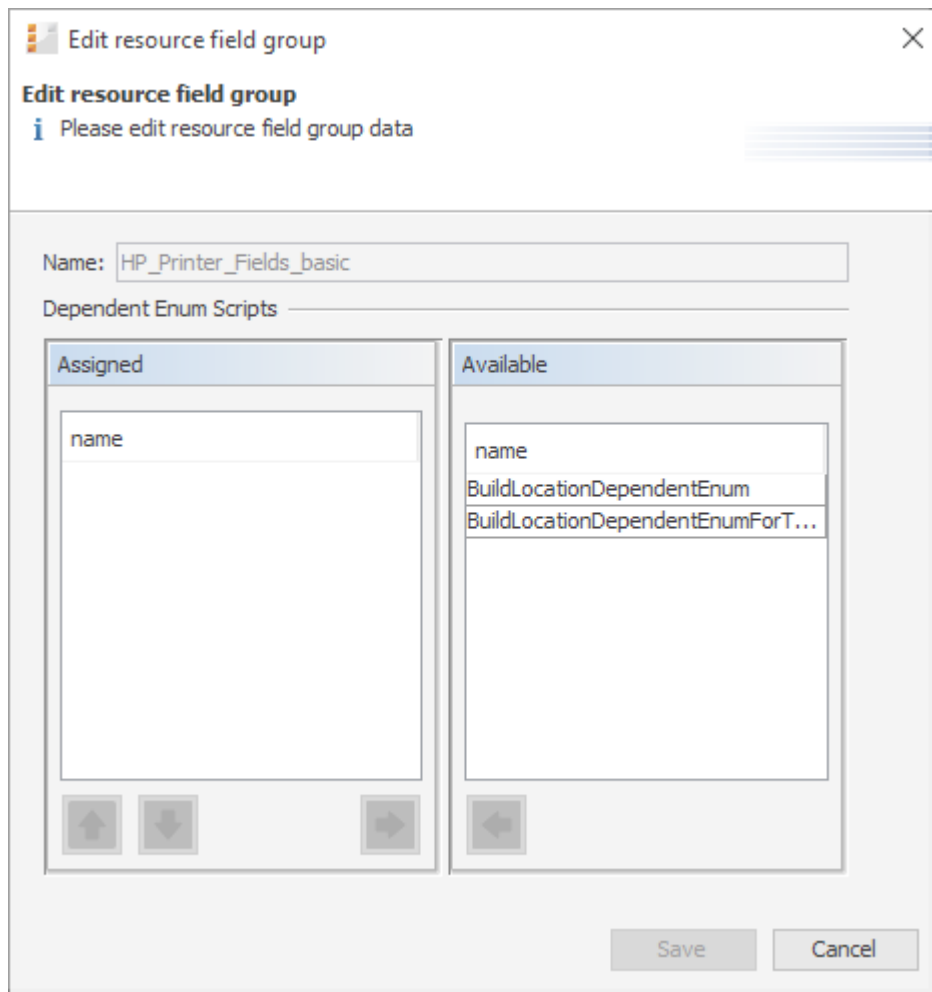 Edit resource field group
Edit resource field group
Please edit resource field group data
Name: HP_Printer_Fields_basic
Dependent Enum Scripts
Assigned
name
Available
name
BuildLocationDependentEnum
BuildLocationDependentEnumForT...
Save
Cancel